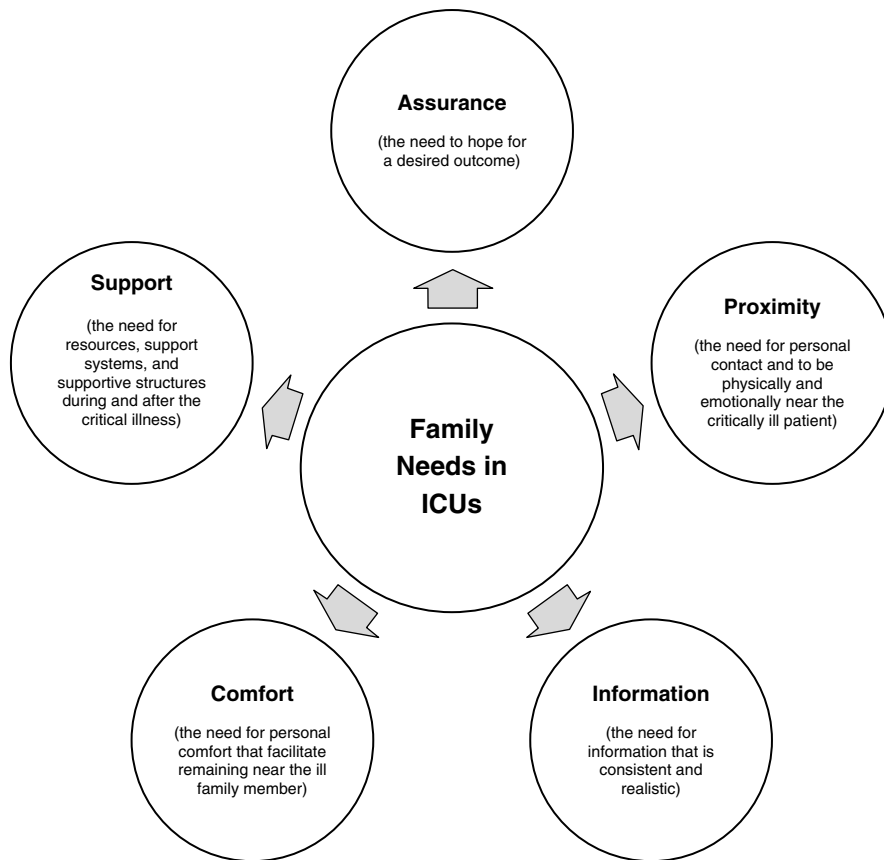 Assurance
(the need to hope for
a desired outcome)
Support
(the need for
resources, support
systems, and
supportive structures
during and after the
critical illness)
Proximity
(the need for personal
contact and to be
physically and
emotionally near the
critically ill patient)
Family
Needs in
ICUs
Comfort
(the need for personal
comfort that facilitate
remaining near the ill
family member)
Information
(the need for
information that is
consistent and
realistic)